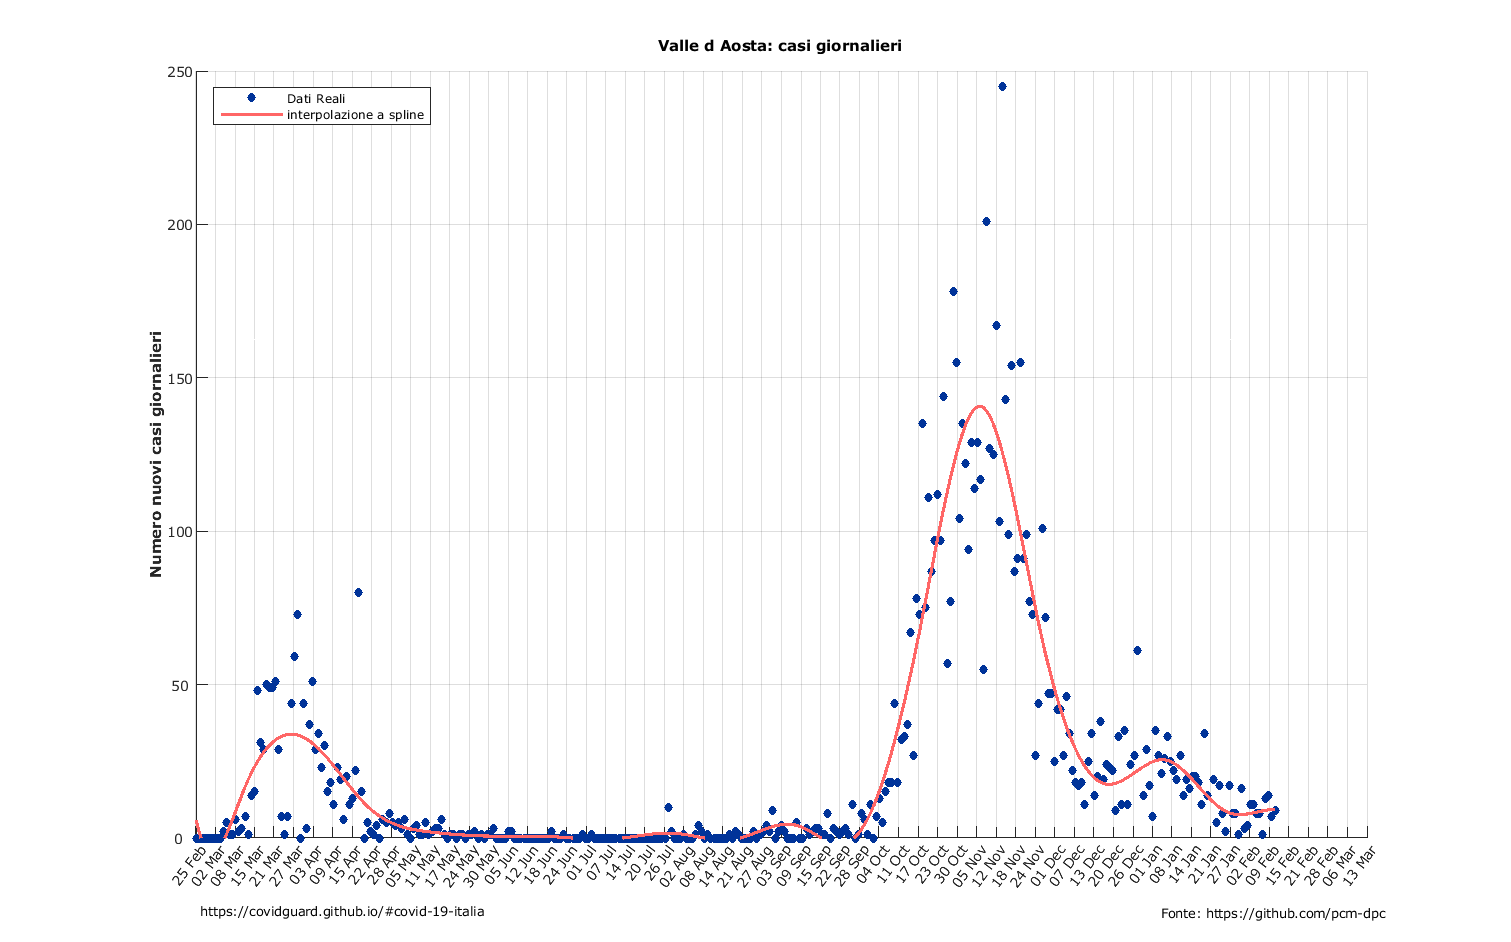 Valle d Aosta: casi giornalieri
Dati Reali
interpolazione a spline
Numero nuovi casi giornalieri
250
200
150
100
50
0
25 Feb
02 Mar
08 Mar
15 Mar
21 Mar
27 Mar
03 Apr
09 Apr
15 Apr
22 Apr
28 Apr
05 May
11 May
17 May
24 May
30 May
05 Jun
12 Jun
18 Jun
24 Jun
01 Jul
07 Jul
14 Jul
20 Jul
26 Jul
02 Aug
08 Aug
14 Aug
21 Aug
27 Aug
03 Sep
09 Sep
15 Sep
22 Sep
28 Sep
04 Oct
11 Oct
17 Oct
23 Oct
30 Oct
05 Nov
12 Nov
18 Nov
24 Nov
01 Dec
07 Dec
13 Dec
20 Dec
26 Dec
01 Jan
08 Jan
14 Jan
21 Jan
27 Jan
02 Feb
09 Feb
15 Feb
21 Feb
28 Feb
06 Mar
13 Mar
https://covidguard.github.io/#covid-19-italia
Fonte: https://github.com/pcm-dpc